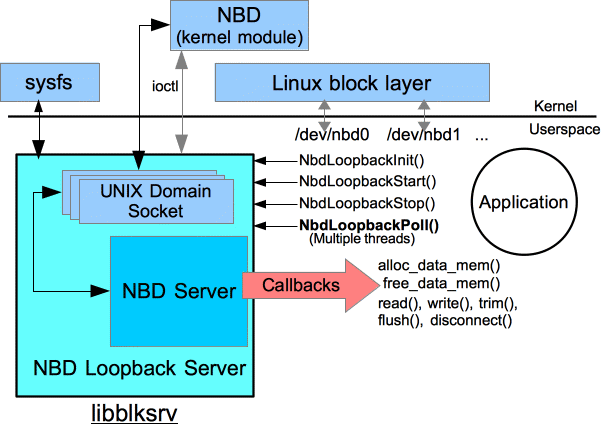 NBD
(kernel module)
sysfs
ioctl
Linux block layer
Kernel
Userspace
/dev/nbd0
/dev/nbd1
...
NbdLoopbackInit()
NbdLoopbackStart()
NbdLoopbackStop()
NbdLoopbackPoll()
(Multiple threads)
UNIX Domain
Socket
Application
NBD Server
Callbacks
alloc_data_mem()
free_data_mem()
read(), write(), trim(),
flush(), disconnect()
NBD Loopback Server
libblksrv